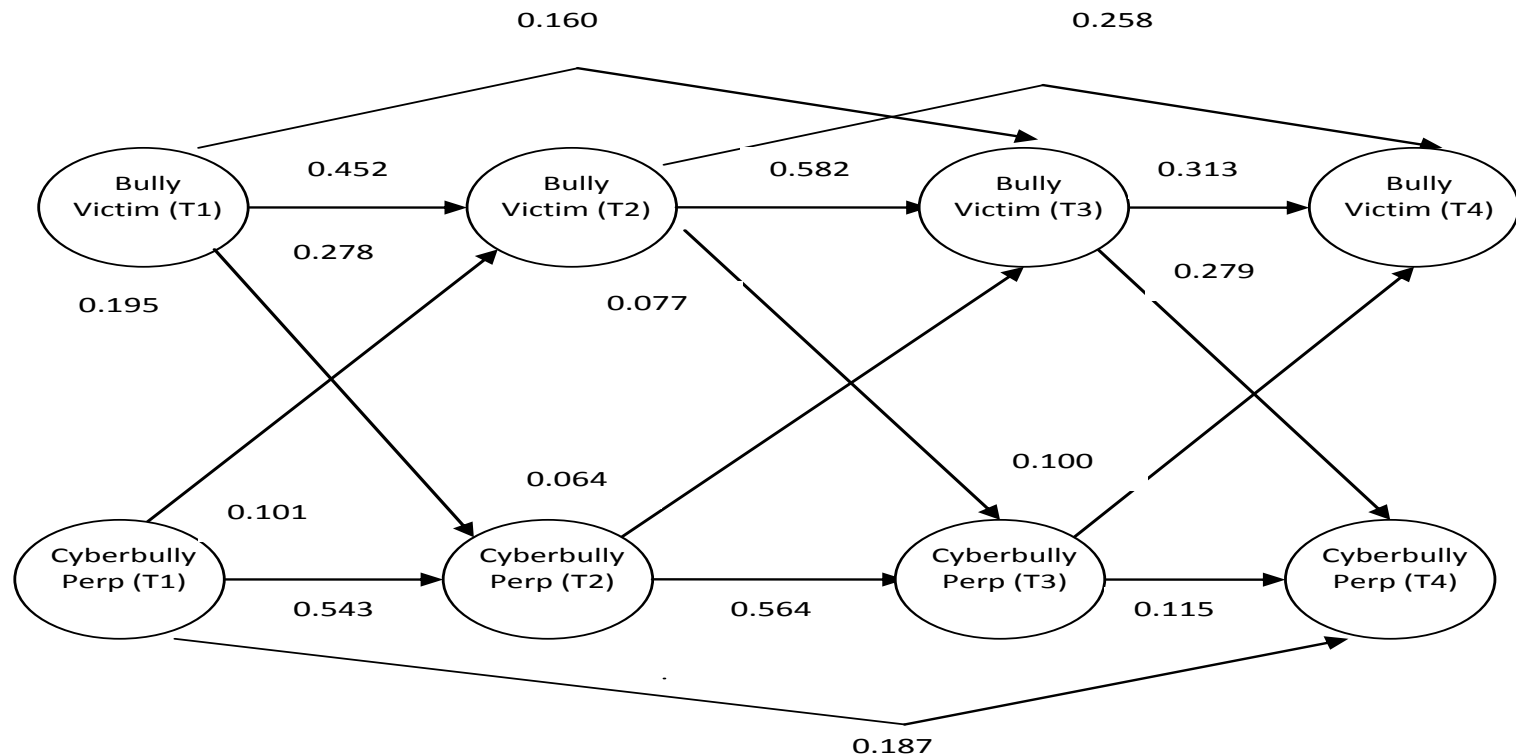 0.160
0.258
0.452
0.582
0.313
Bully
Victim (T1)
Bully
Victim (T2)
Bully
Victim (T3)
Bully
Victim (T4)
0.278
0.279
0.195
0.077
0.100
0.064
0.101
Cyberbully
Perp (T1)
Cyberbully
Perp (T2)
Cyberbully
Perp (T3)
Cyberbully
Perp (T4)
0.543
0.564
0.115
0.187